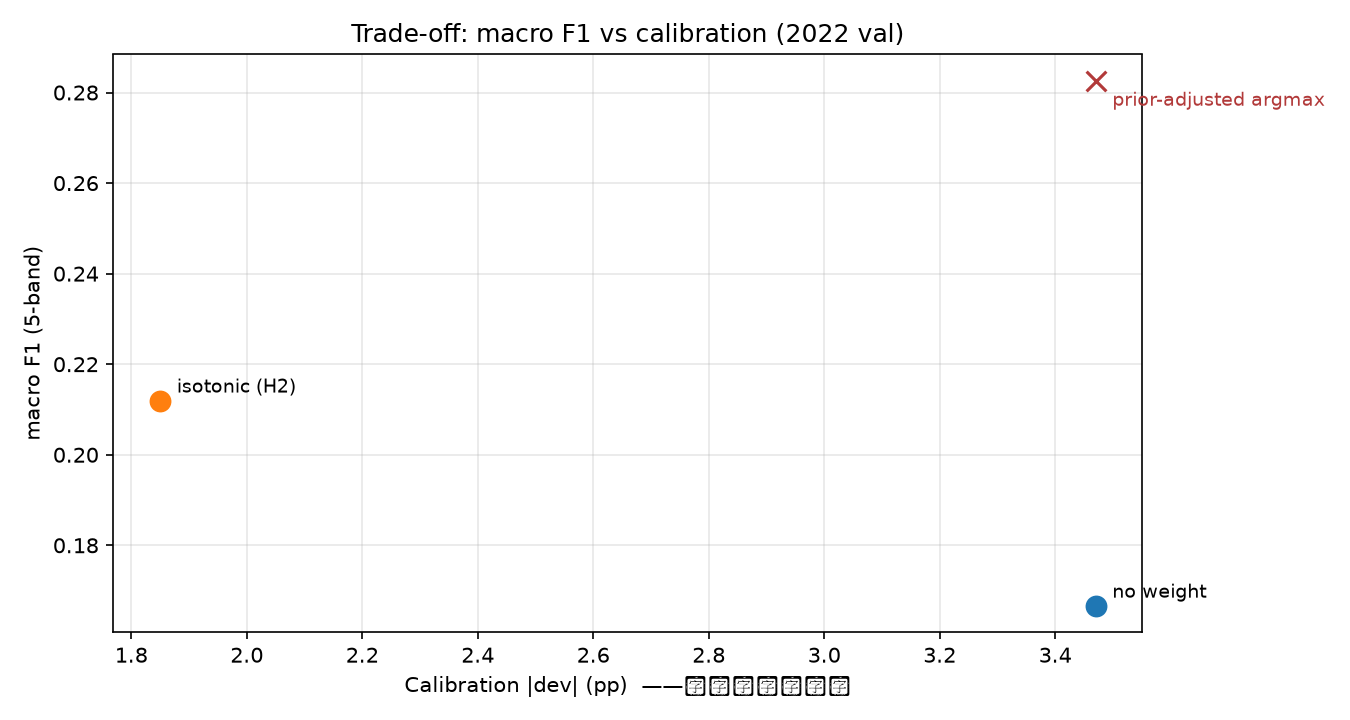 Trade-off: macro F1 vs calibration (2022 val)
macro F1 (5-band)
0.28
0.26
0.24
0.22
0.20
0.18
prior-adjusted argmax
isotonic (H2)
no weight
1.8 2.0 2.2 2.4 2.6 2.8 3.0 3.2 3.4
Calibration |dev| (pp) ——